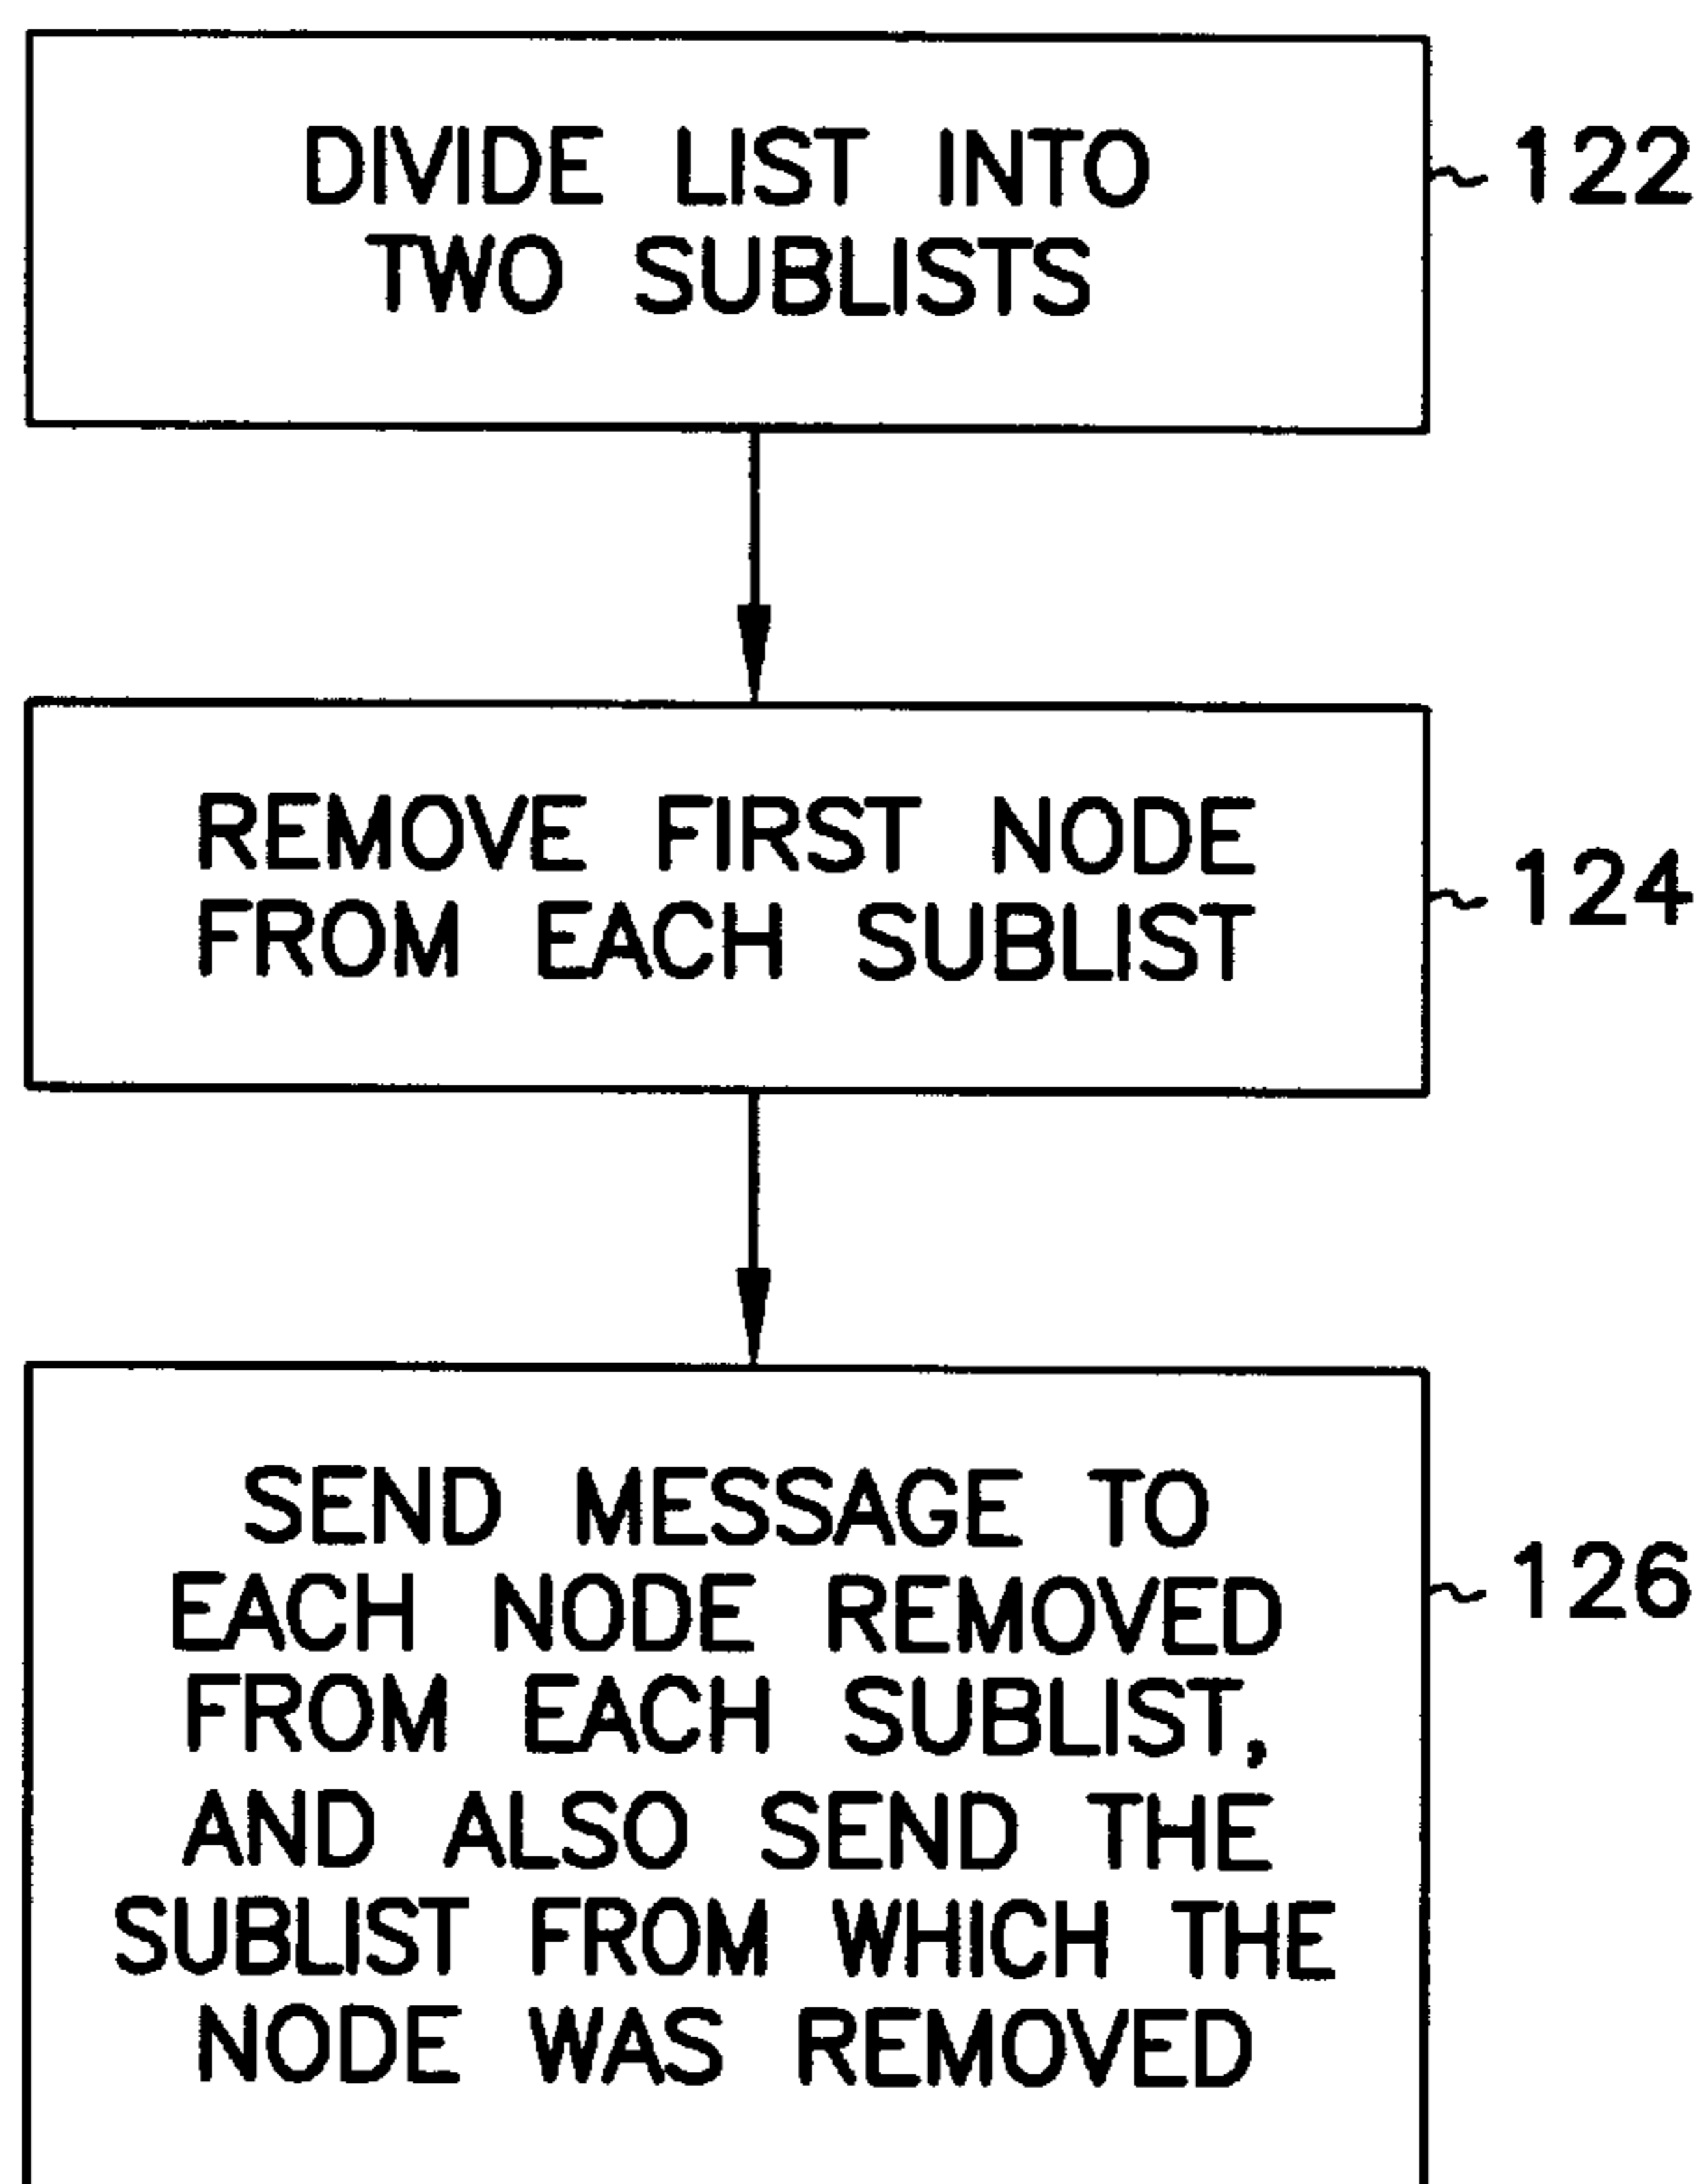 DIVIDE LIST INTO
TWO SUBLISTS
122
REMOVE FIRST NODE
FROM EACH SUBLIST
124
SEND MESSAGE TO
EACH NODE REMOVED
FROM EACH SUBLIST,
AND ALSO SEND THE
SUBLIST FROM WHICH THE
NODE WAS REMOVED
126